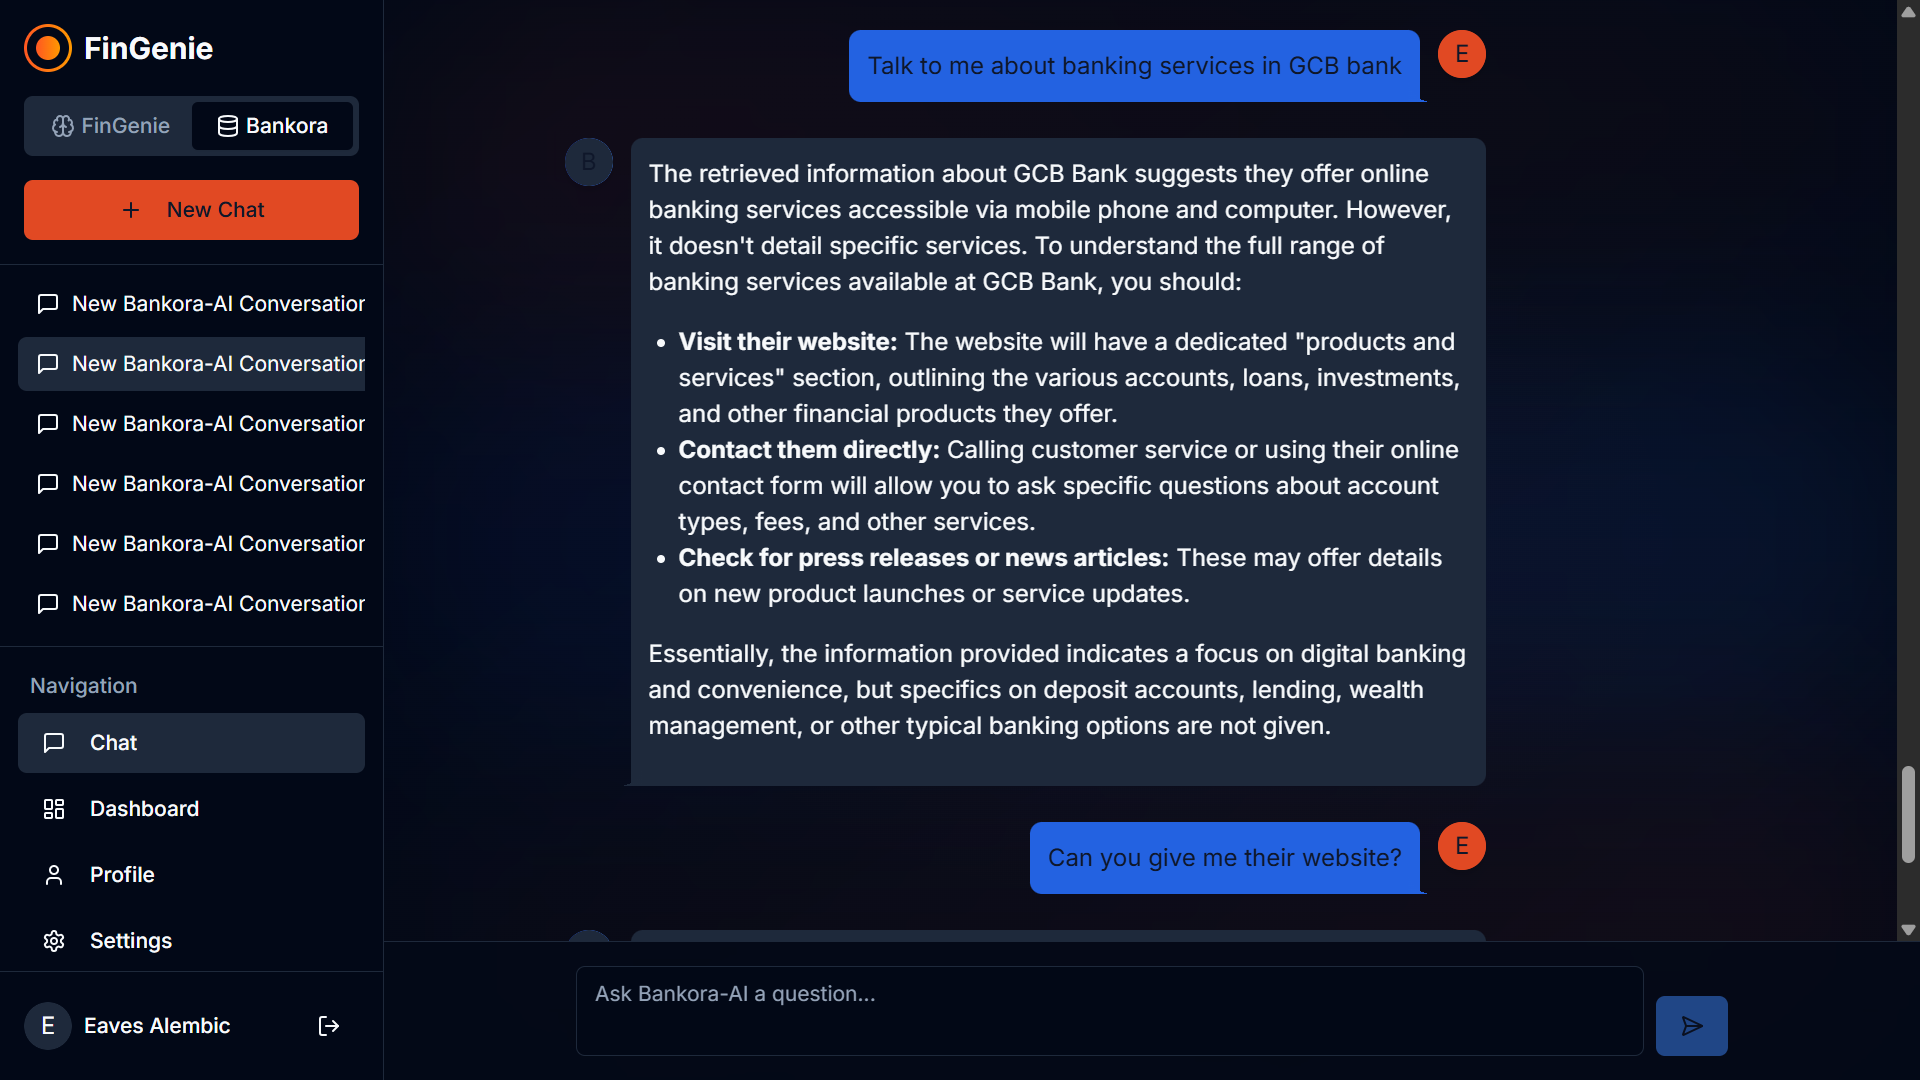 FinGenie
FinGenie
Bankora
New Chat
New Bankora-AI Conversation
New Bankora-AI Conversation
New Bankora-AI Conversation
New Bankora-AI Conversation
New Bankora-AI Conversation
New Bankora-AI Conversation
Navigation
Chat
Dashboard
Profile
Settings
E
Eaves Alembic
Talk to me about banking services in GCB bank
E
B
The retrieved information about GCB Bank suggests they offer online
banking services accessible via mobile phone and computer. However,
it doesn't detail specific services. To understand the full range of
banking services available at GCB Bank, you should:
• Visit their website: The website will have a dedicated "products and
services" section, outlining the various accounts, loans, investments,
and other financial products they offer.
• Contact them directly: Calling customer service or using their online
contact form will allow you to ask specific questions about account
types, fees, and other services.
• Check for press releases or news articles: These may offer details
on new product launches or service updates.
Essentially, the information provided indicates a focus on digital banking
and convenience, but specifics on deposit accounts, lending, wealth
management, or other typical banking options are not given.
Can you give me their website?
E
Ask Bankora-AI a question...